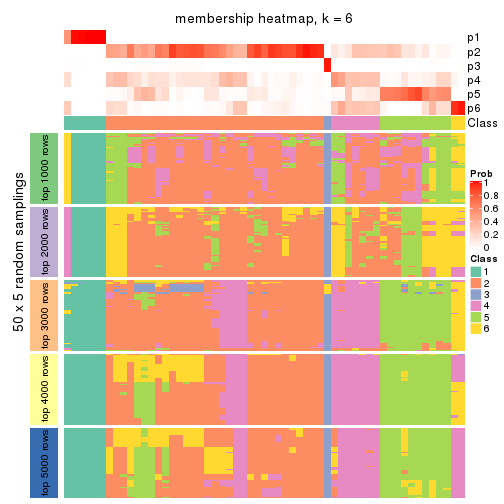 membership heatmap, k = 6
p1
p2
p3
p4
p5
p6
Class
50 x 5 random samplings
top 1000 rows
top 2000 rows
top 3000 rows
top 4000 rows
top 5000 rows
Prob
1
0.8
0.6
0.4
0.2
0
Class
1
2
3
4
5
6